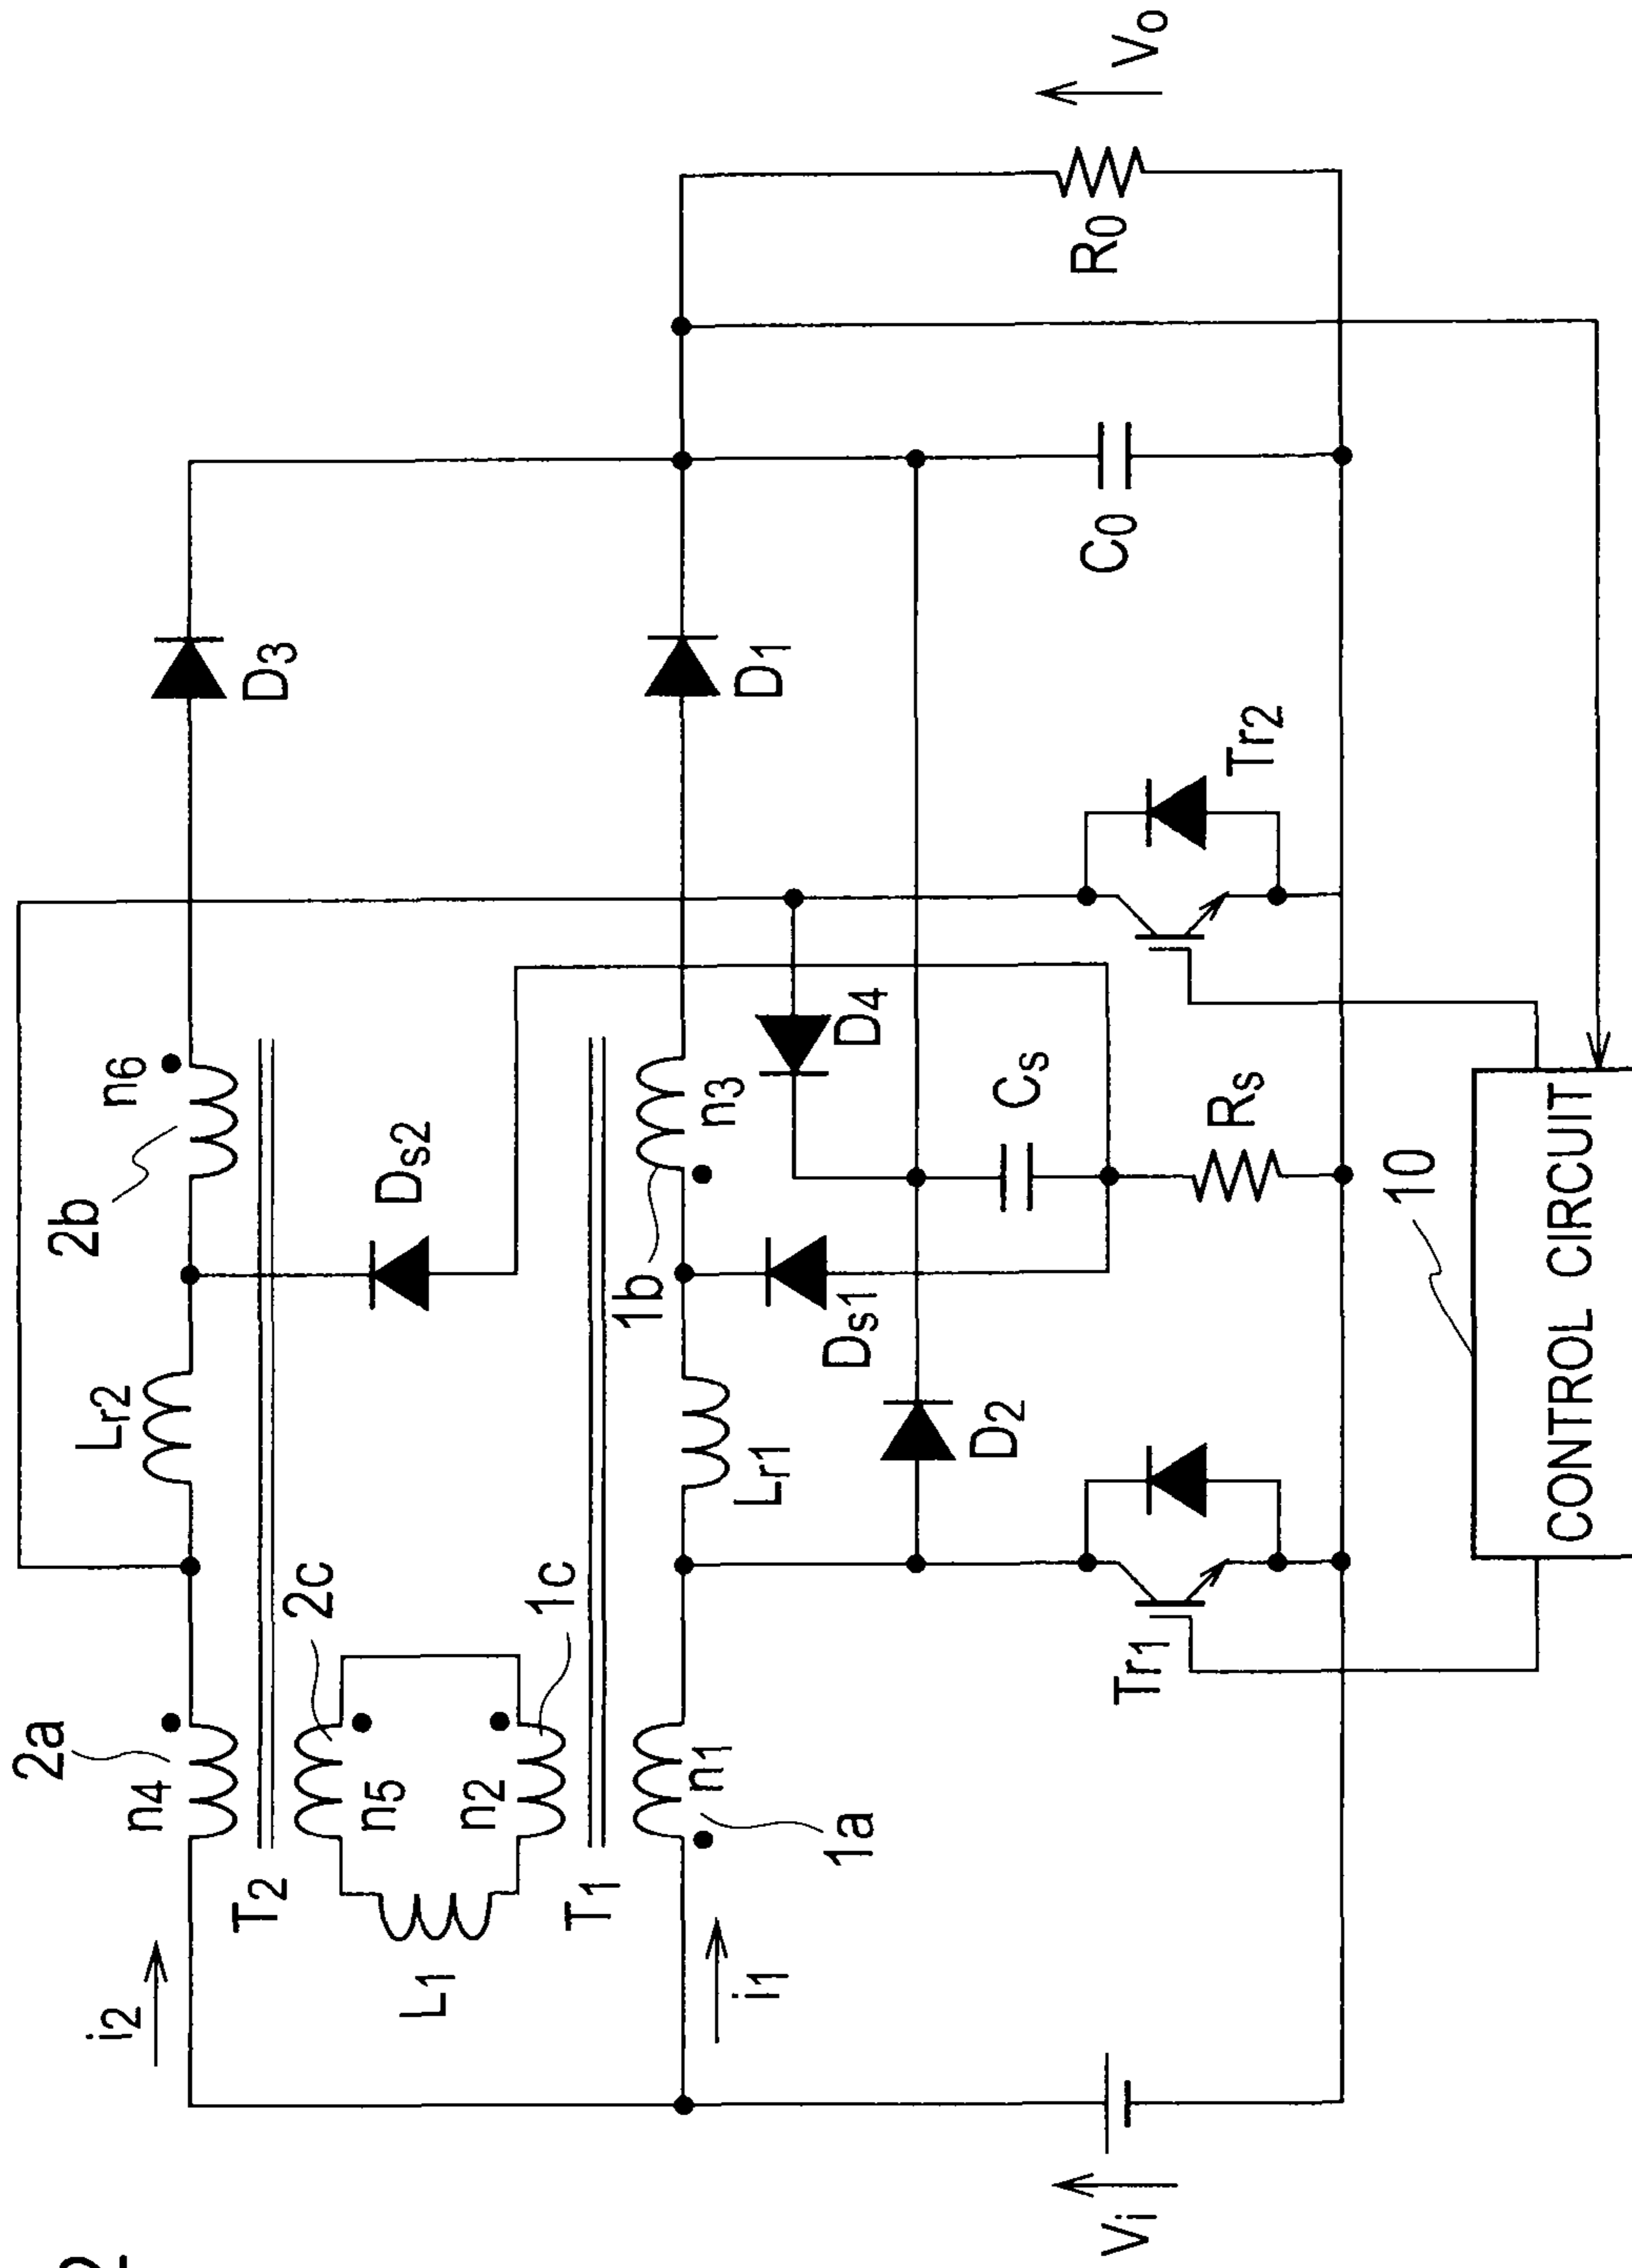 i2
n4
2a
Lr2
2b
n6
D3
T2
n5
2c
Ds2
L1
n2
1c
T1
i1
n1
1a
Lr1
1b
n3
D1
Ds1
D2
D4
Cs
Rs
Tr1
Tr2
C0
R0
Vi
Vo
10
CONTROL CIRCUIT